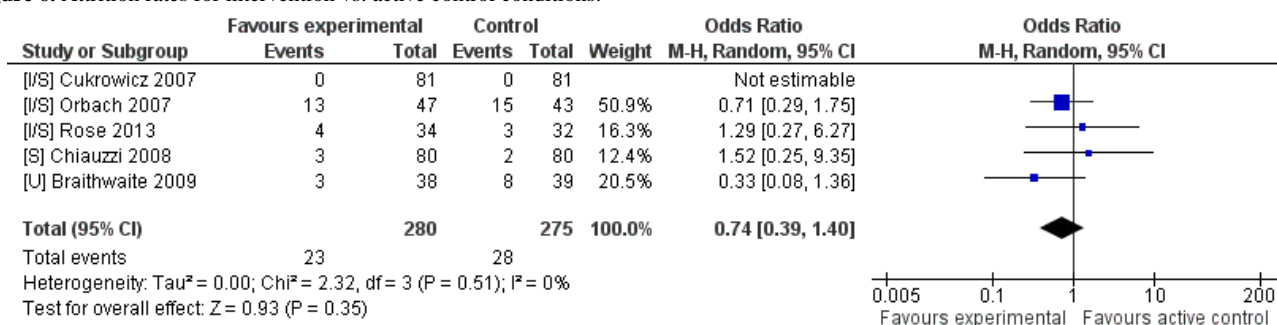 Favours experimental Control Odds Ratio Odds Ratio
Study or Subgroup Events Total Events Total Weight M-H, Random, 95% CI M-H, Random, 95% CI
[I/S] Cukrowicz 2007 0 81 0 81 Not estimable
[I/S] Orbach 2007 13 47 15 43 50.9% 0.71 [0.29, 1.75]
[I/S] Rose 2013 4 34 3 32 16.3% 1.29 [0.27, 6.27]
[S] Chiauzzi 2008 3 80 2 80 12.4% 1.52 [0.25, 9.35]
[U] Braithwaite 2009 3 38 8 39 20.5% 0.33 [0.08, 1.36]
Total (95% CI) 280 275 100.0% 0.74 [0.39, 1.40]
Total events 23 28
Heterogeneity: Tau² = 0.00; Chi² = 2.32, df = 3 (P = 0.51); I² = 0%
Test for overall effect: Z = 0.93 (P = 0.35)
0.005 0.1 1 10 200
Favours experimental Favours active control